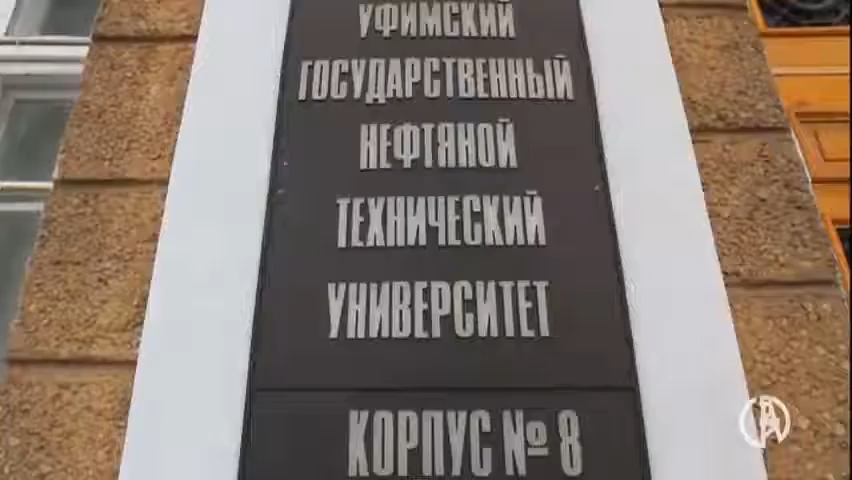 УФИМСКИЙ
ГОСУДАРСТВЕННЫЙ
НЕФТЯНОЙ
ТЕХНИЧЕСКИЙ
УНИВЕРСИТЕТ
КОРПУС № 8